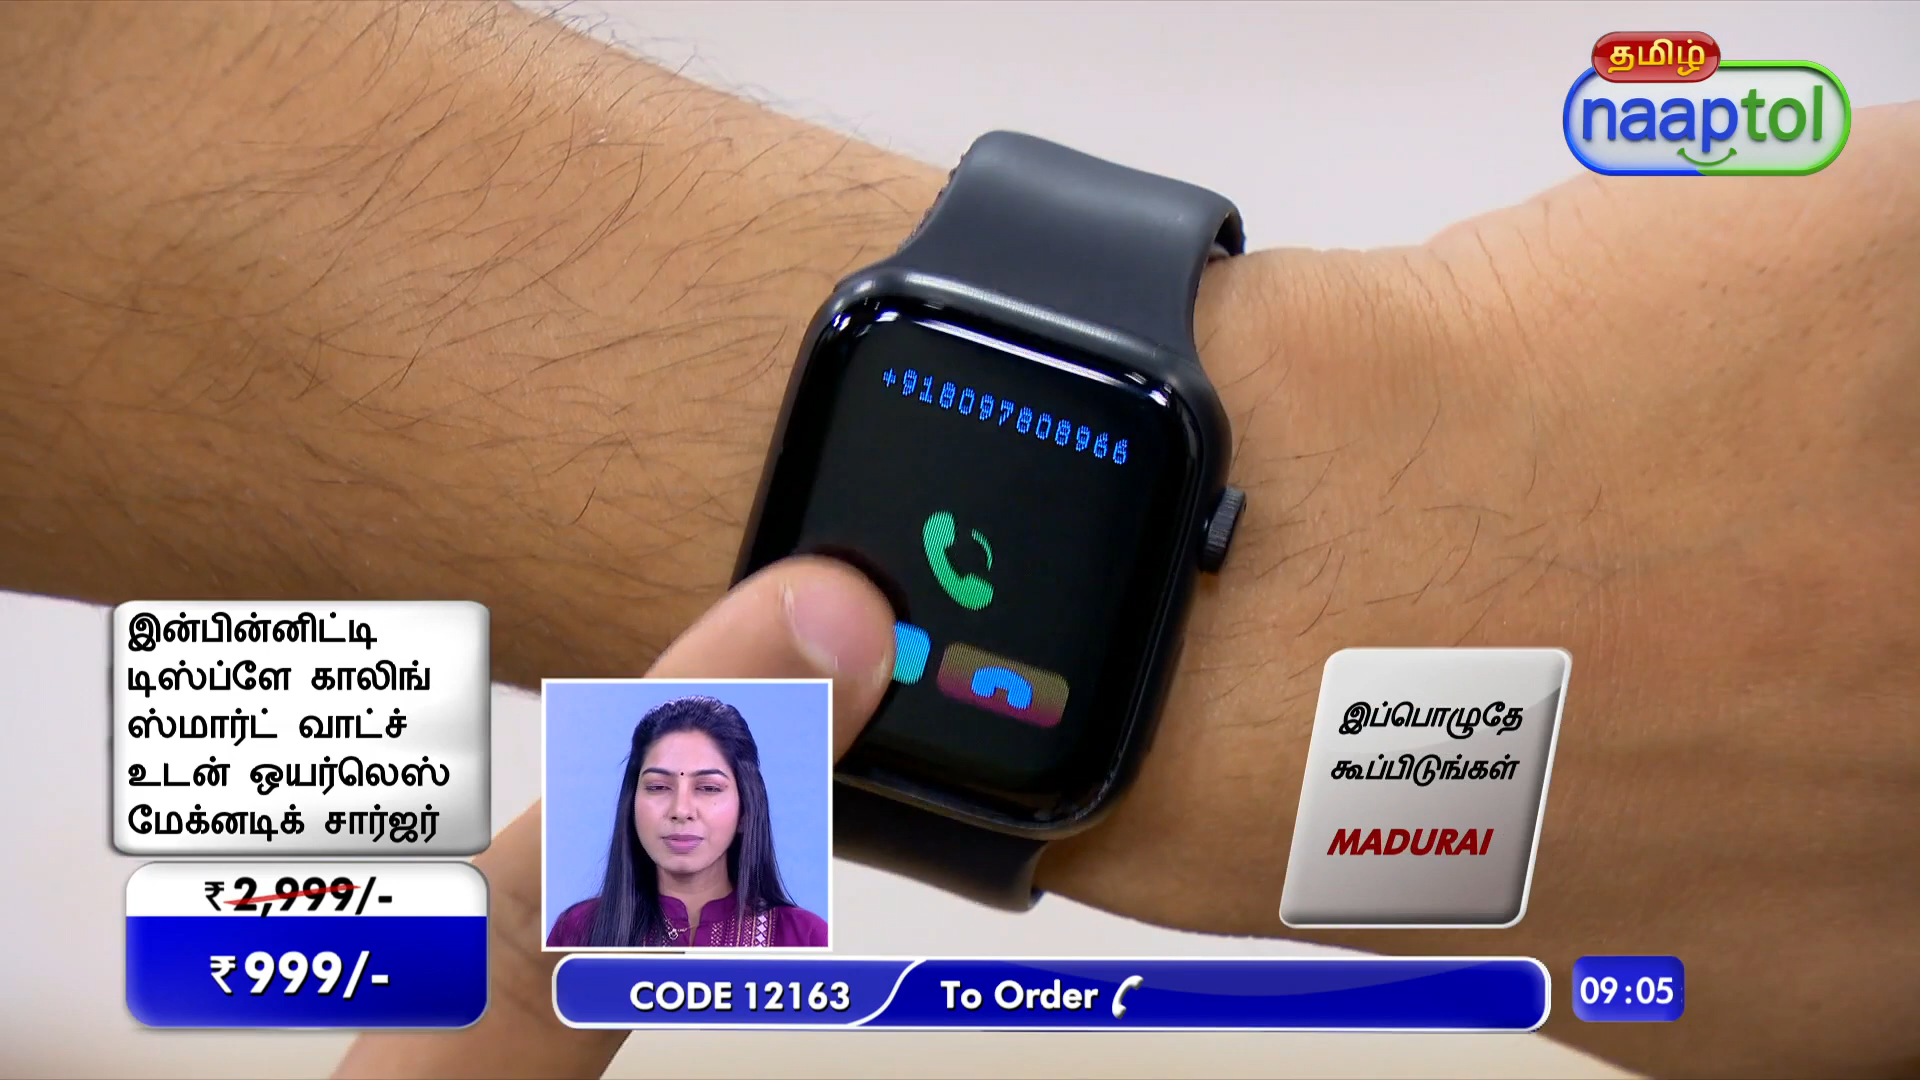 தமிழ்
naaptol
+918097808966
இன்பின்னிட்டி
டிஸ்ப்ளே காலிங்
ஸ்மார்ட் வாட்ச்
உடன் ஒயர்லெஸ்
மேக்னடிக் சார்ஜர்
₹2,999/-
₹999/-
இப்பொழுதே
கூப்பிடுங்கள்
MADURAI
CODE 12163 To Order
09:05